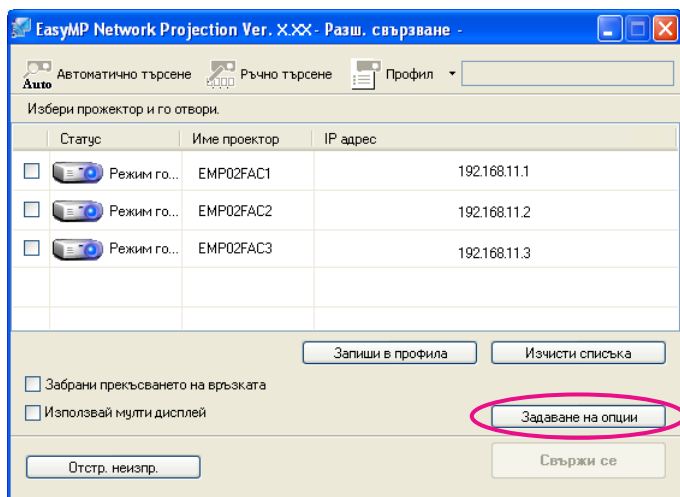 EasyMP Network Projection Ver. X.XX - Разш. свързване -
Auto Автоматично търсене Ръчно търсене Профил
Избери прожектор и го отвори.
Статус Име проектор IP адрес
Режим го... EMP02FAC1 192.168.11.1
Режим го... EMP02FAC2 192.168.11.2
Режим го... EMP02FAC3 192.168.11.3
Запиши в профила Изчисти списъка
Забрани прекъсването на връзката
Използвай мулти дисплей Задаване на опции
Отстр. неизпр. Свържи се